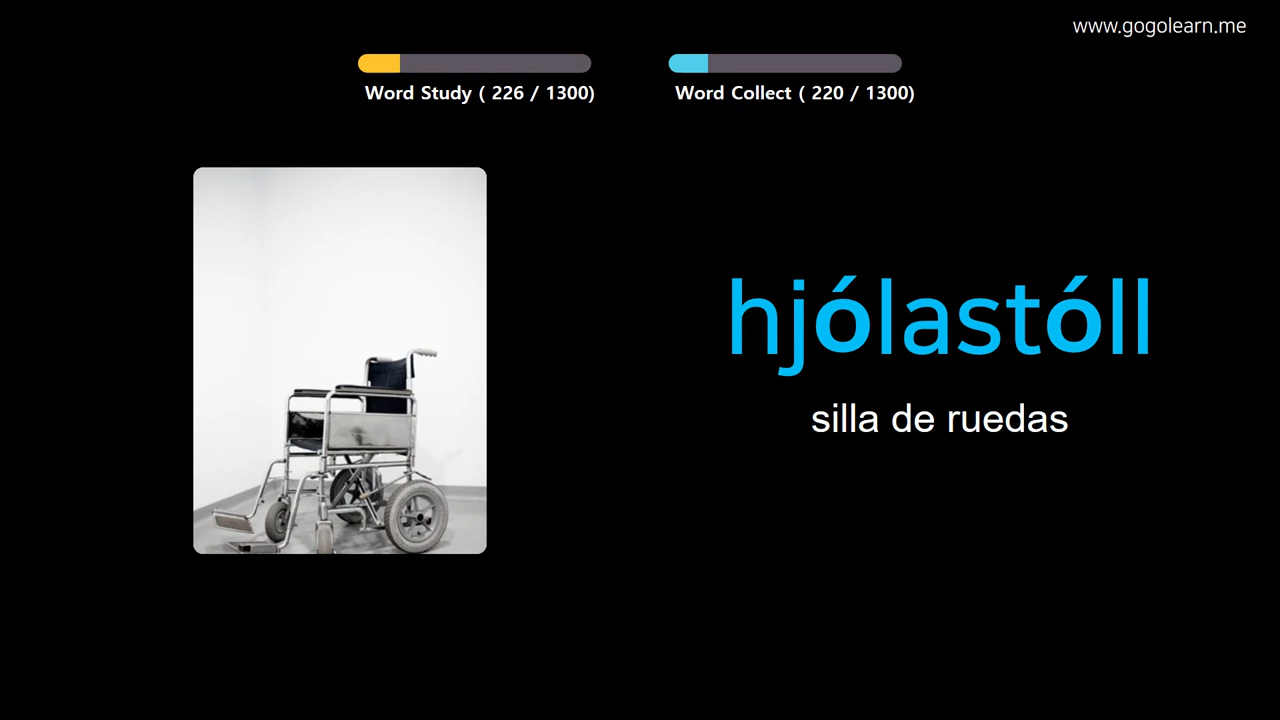 www.gogolearn.me
Word Study ( 226 / 1300)
Word Collect ( 220 / 1300)
hjólastóll
silla de ruedas